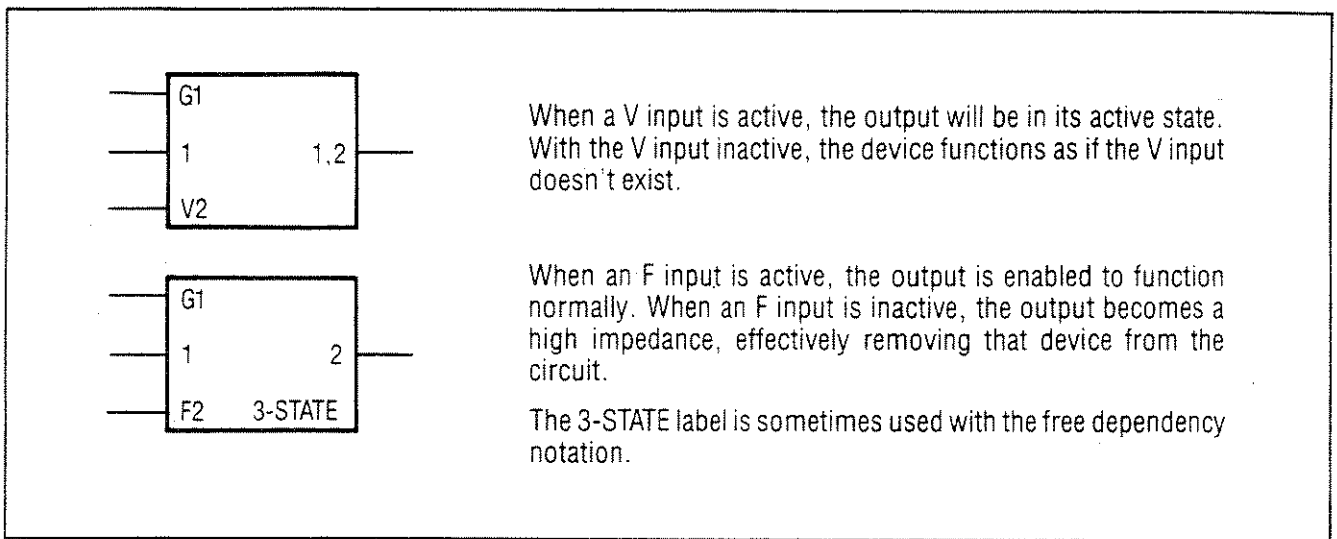 G1
1 1,2
V2
When a V input is active, the output will be in its active state.
With the V input inactive, the device functions as if the V input
doesn't exist.
G1
1 2
F2 3-STATE
When an F input is active, the output is enabled to function
normally. When an F input is inactive, the output becomes a
high impedance, effectively removing that device from the
circuit.
The 3-STATE label is sometimes used with the free dependency
notation.